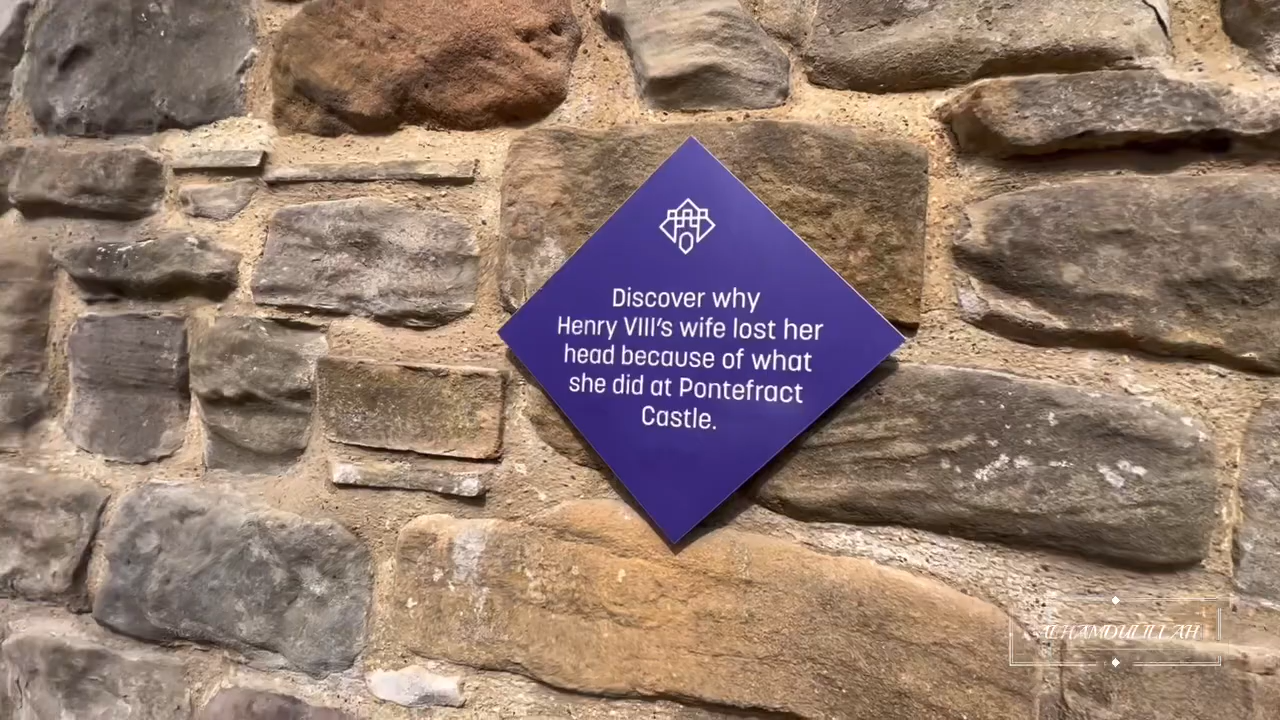 Discover why
Henry VIII's wife lost her
head because of what
she did at Pontefract
Castle.
ALHAMDULILLAH